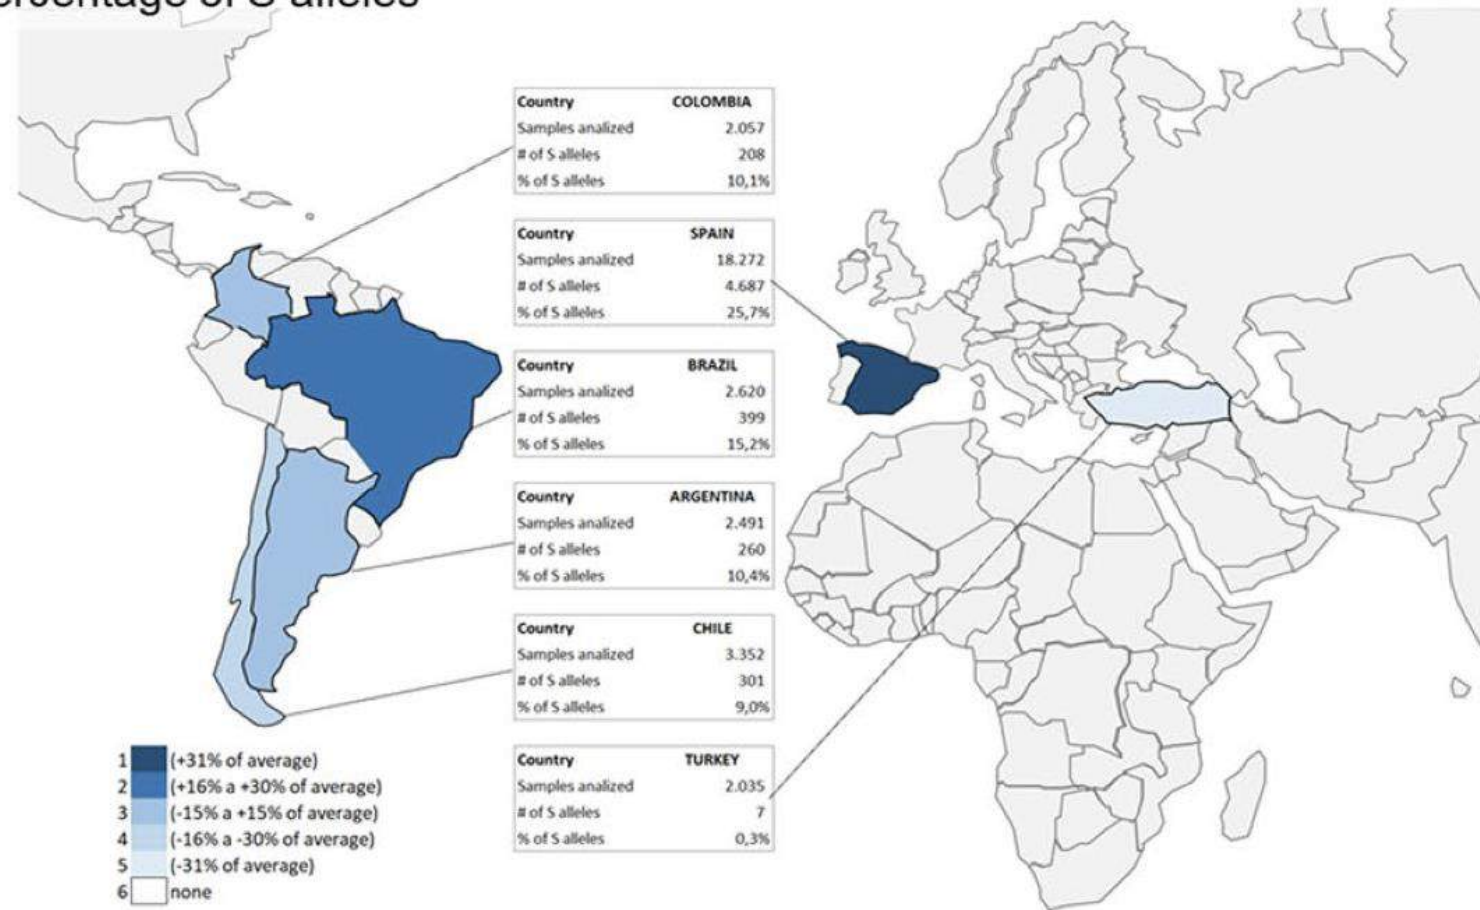 of S alleles
Country COLOMBIA
Samples analized 2.057
# of S alleles 208
% of S alleles 10,1%
Country SPAIN
Samples analized 18.272
# of S alleles 4.687
% of S alleles 25,7%
Country BRAZIL
Samples analized 2.620
# of S alleles 399
% of S alleles 15,2%
Country ARGENTINA
Samples analized 2.491
# of S alleles 260
% of S alleles 10,4%
Country CHILE
Samples analized 3.352
# of S alleles 301
% of S alleles 9,0%
Country TURKEY
Samples analized 2.035
# of S alleles 7
% of S alleles 0,3%
1 (+31% of average)
2 (+16% a +30% of average)
3 (-15% a +15% of average)
4 (-16% a -30% of average)
5 (-31% of average)
6 none